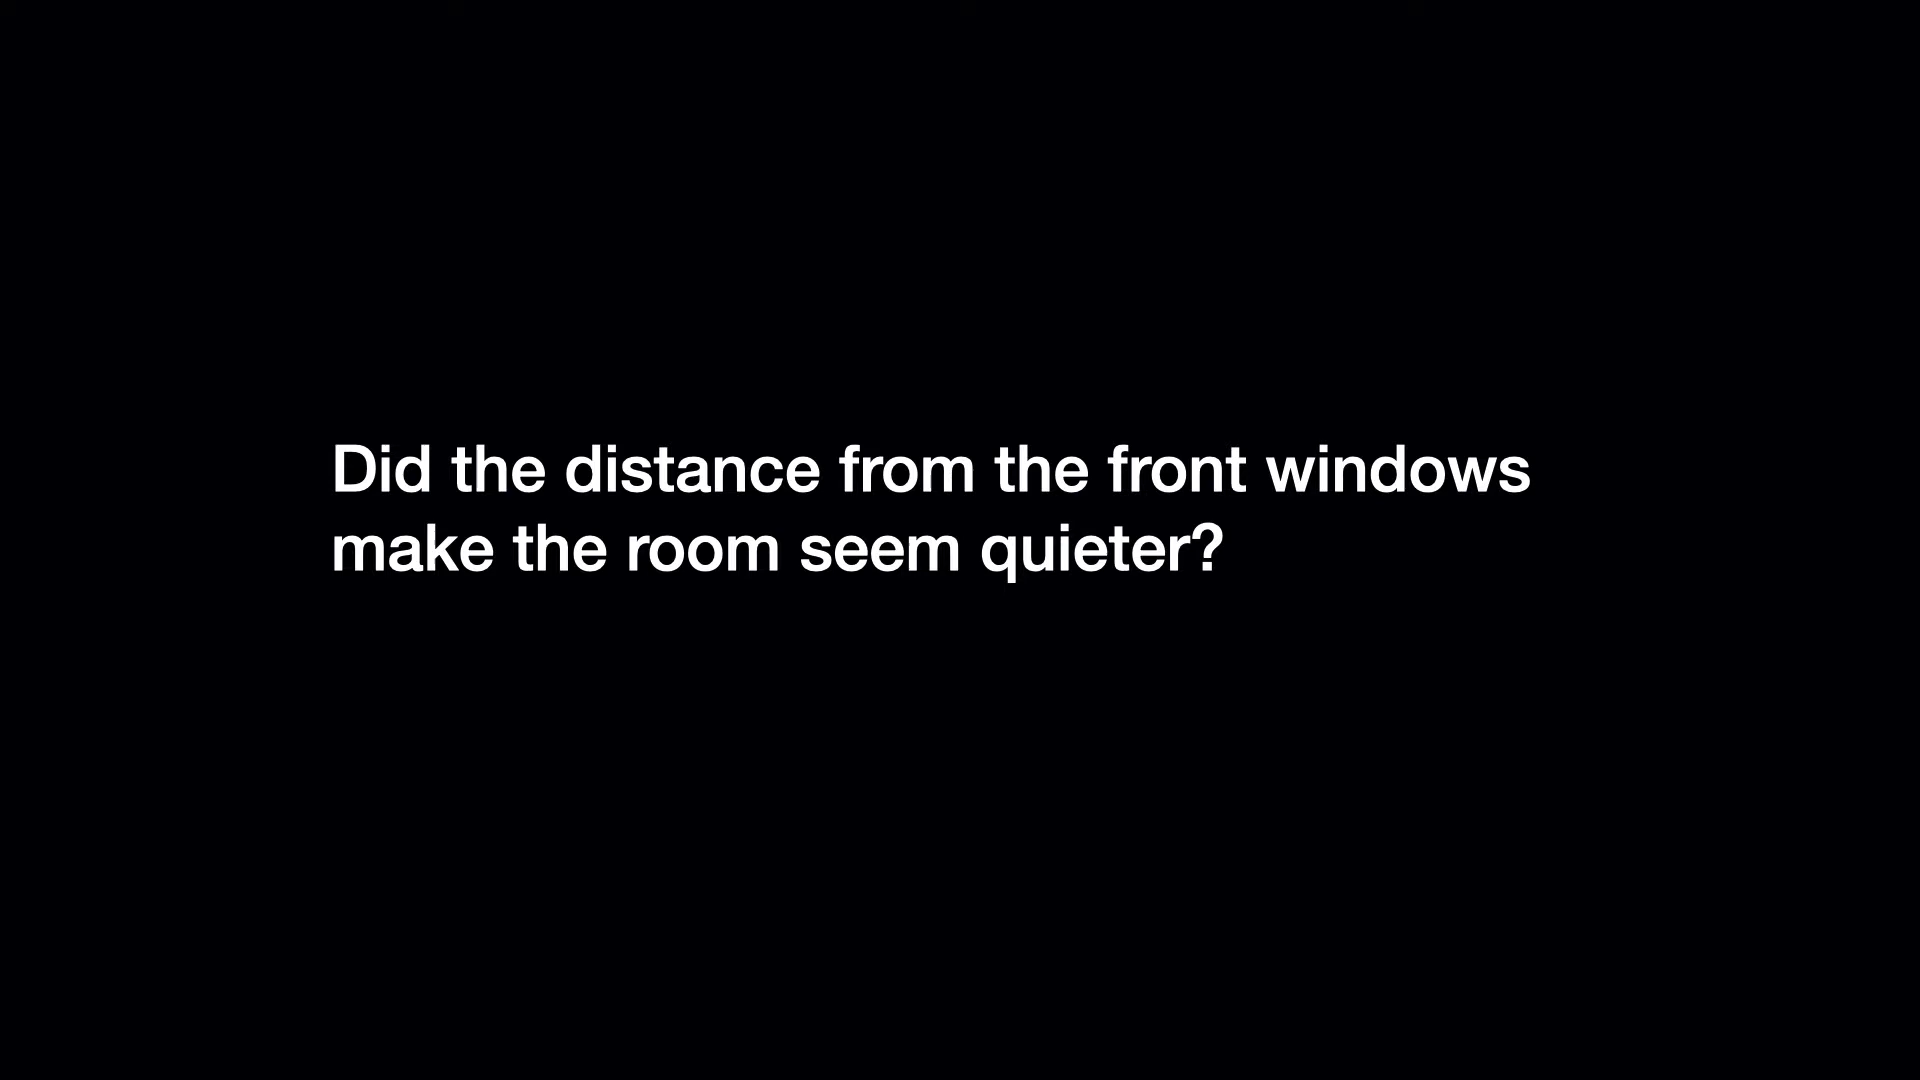 Did the distance from the front windows
make the room seem quieter?